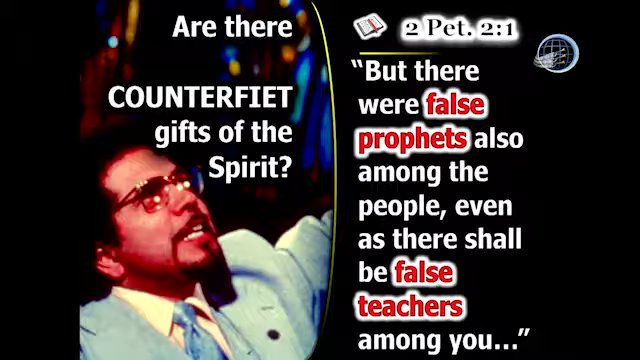 Are there
COUNTERFIET
gifts of the
Spirit?
2 Pet. 2:1
“But there
were false
prophets also
among the
people, even
as there shall
be false
teachers
among you...”